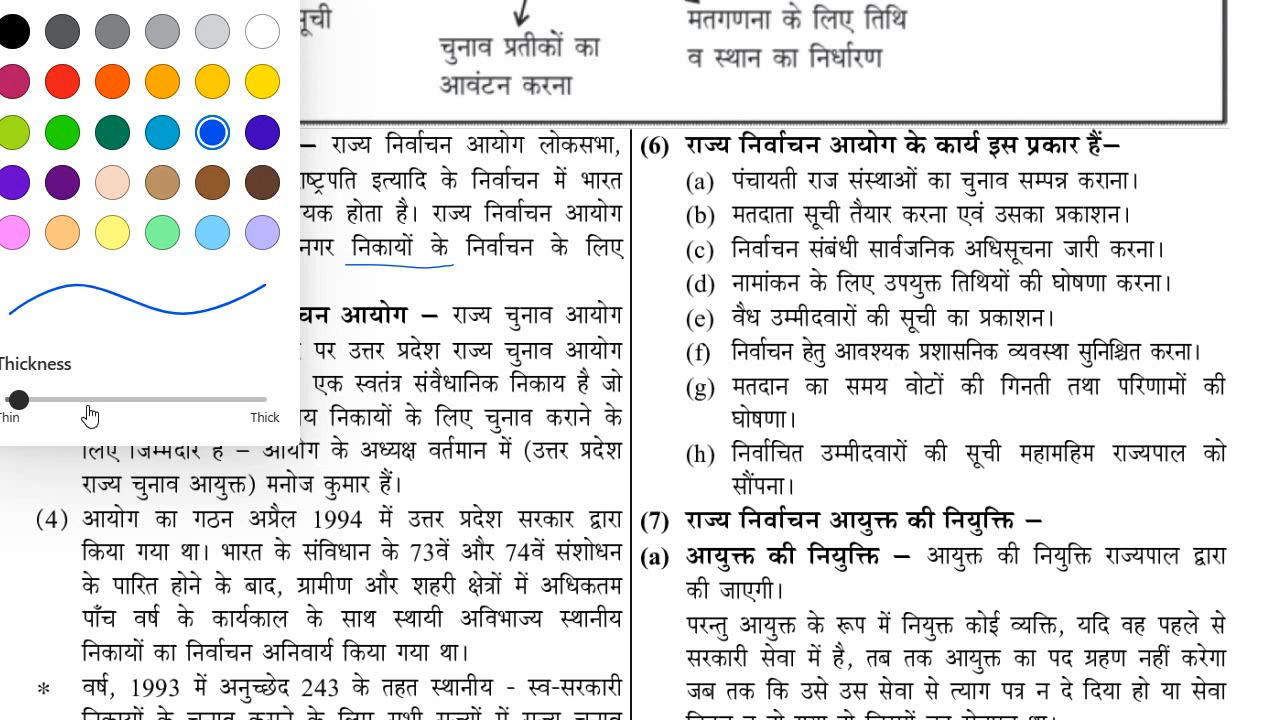 सूची
चुनाव प्रतीकों का
आवंटन करना
मतगणना के लिए तिथि
व स्थान का निर्धारण
– राज्य निर्वाचन आयोग लोकसभा,
राष्ट्रपति इत्यादि के निर्वाचन में भारत
होता है। राज्य निर्वाचन आयोग
नगर निकायों के निर्वाचन के लिए
आयोग – राज्य चुनाव आयोग
पर उत्तर प्रदेश राज्य चुनाव आयोग
एक स्वतंत्र संवैधानिक निकाय है जो
निकायों के लिए चुनाव कराने के
लिए जिम्मेदार है – आयोग के अध्यक्ष वर्तमान में (उत्तर प्रदेश
राज्य चुनाव आयुक्त) मनोज कुमार हैं।
(4) आयोग का गठन अप्रैल 1994 में उत्तर प्रदेश सरकार द्वारा
किया गया था। भारत के संविधान के 73वें और 74वें संशोधन
के पारित होने के बाद, ग्रामीण और शहरी क्षेत्रों में अधिकतम
पाँच वर्ष के कार्यकाल के साथ स्थायी अविभाज्य स्थानीय
निकायों का निर्वाचन अनिवार्य किया गया था।
* वर्ष, 1993 में अनुच्छेद 243 के तहत स्थानीय - स्व-सरकारी
(6) राज्य निर्वाचन आयोग के कार्य इस प्रकार हैं–
(a) पंचायती राज संस्थाओं का चुनाव सम्पन्न कराना।
(b) मतदाता सूची तैयार करना एवं उसका प्रकाशन।
(c) निर्वाचन संबंधी सार्वजनिक अधिसूचना जारी करना।
(d) नामांकन के लिए उपयुक्त तिथियों की घोषणा करना।
(e) वैध उम्मीदवारों की सूची का प्रकाशन।
(f) निर्वाचन हेतु आवश्यक प्रशासनिक व्यवस्था सुनिश्चित करना।
(g) मतदान का समय वोटों की गिनती तथा परिणामों की
घोषणा।
(h) निर्वाचित उम्मीदवारों की सूची महामहिम राज्यपाल को
सौंपना।
(7) राज्य निर्वाचन आयुक्त की नियुक्ति –
(a) आयुक्त की नियुक्ति – आयुक्त की नियुक्ति राज्यपाल द्वारा
की जाएगी।
परन्तु आयुक्त के रूप में नियुक्त कोई व्यक्ति, यदि वह पहले से
सरकारी सेवा में है, तब तक आयुक्त का पद ग्रहण नहीं करेगा
जब तक कि उसे उस सेवा से त्याग पत्र न दे दिया हो या सेवा
Thickness
Thin
Thick